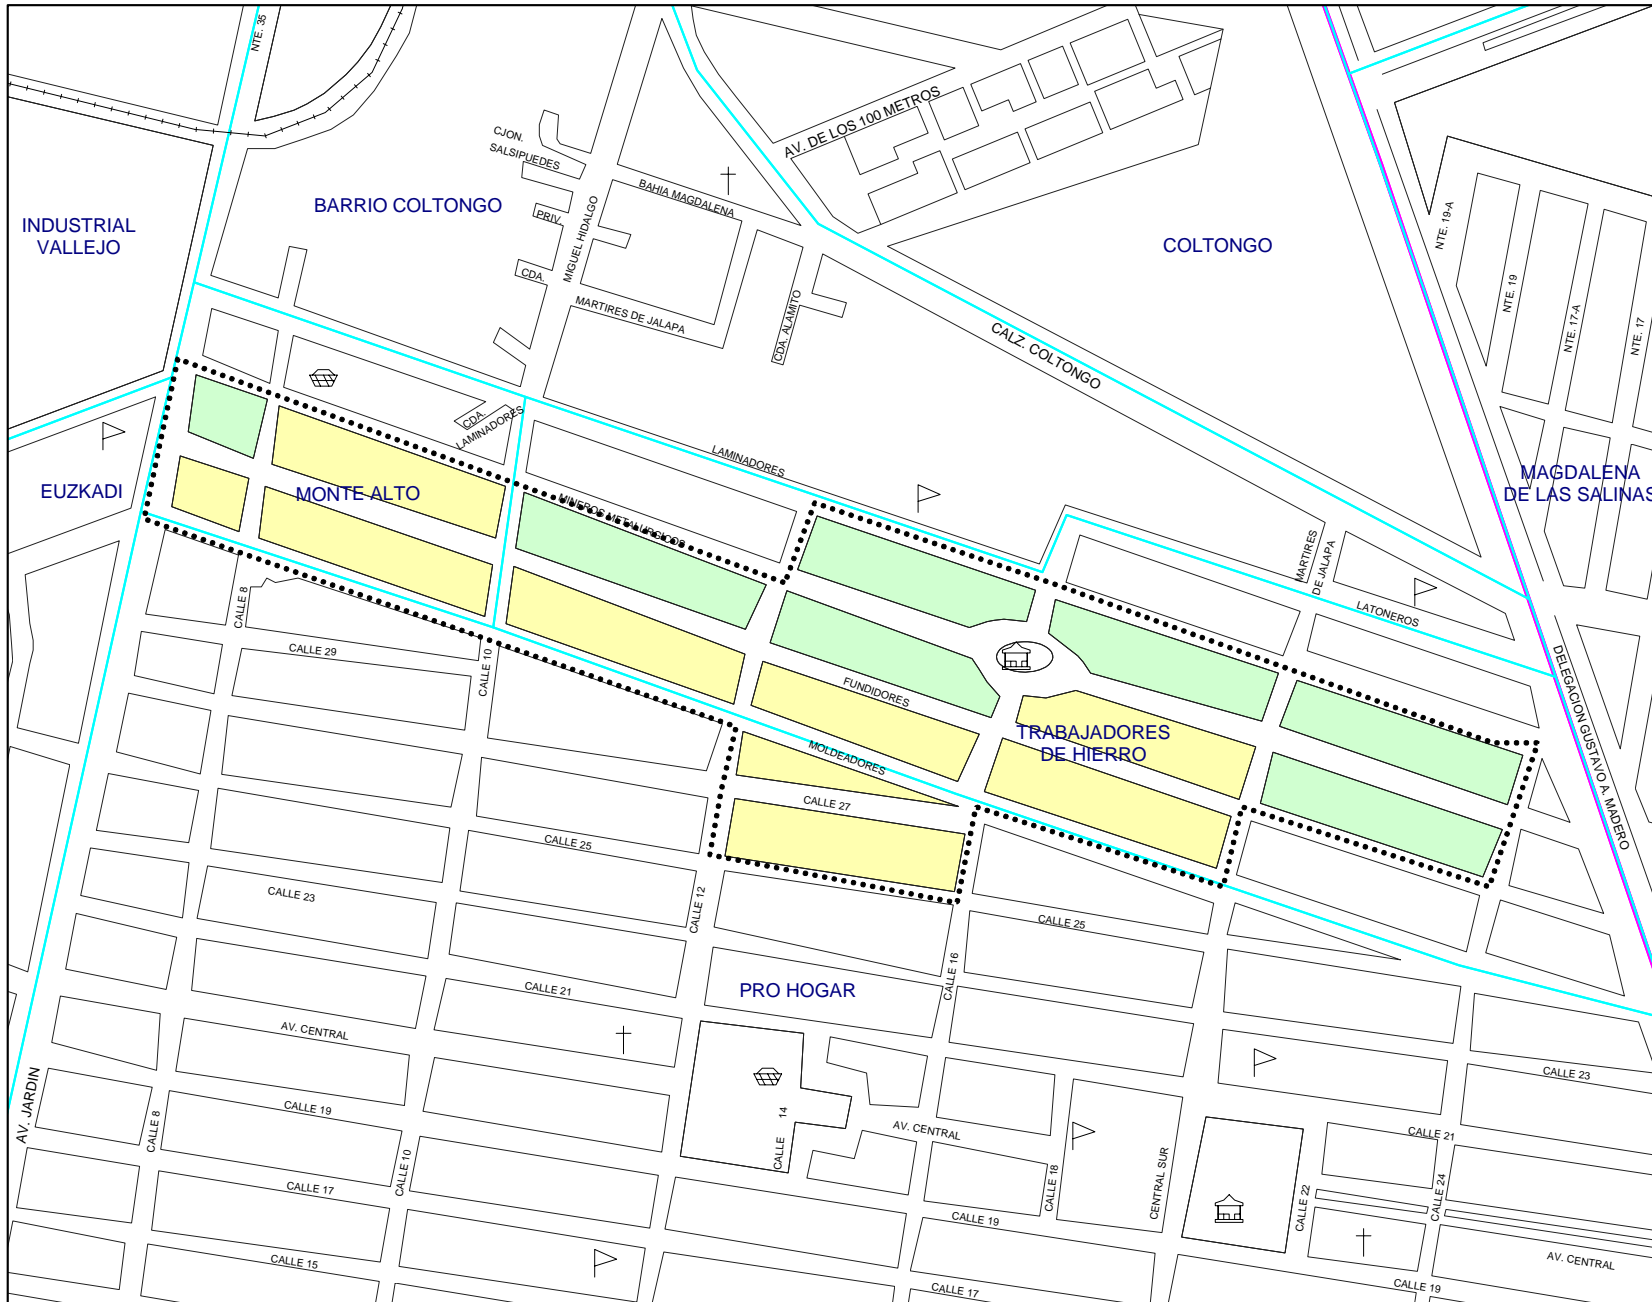 NTE. 35
AV. DE LOS 100 METROS
CJON.
SALSIPUEDES
BAHIA MAGDALENA
BARRIO COLTONGO
PRIV.
MIGUEL HIDALGO
INDUSTRIAL
VALLEJO
COLTONGO
NTE. 19-A
NTE. 19
NTE. 17-A
NTE. 17
CDA.
MARTIRES DE JALAPA
CDA. ALAMITO
CALZ. COLTONGO
CDA.
LAMINADORES
LAMINADORES
MAGDALENA
DE LAS SALINAS
EUZKADI
MONTE ALTO
MINEROS METALURGICOS
MARTIRES
DE JALAPA
LATONEROS
CALLE 8
CALLE 29
CALLE 10
FUNDIDORES
TRABAJADORES
DE HIERRO
MOLDEADORES
DELEGACION GUSTAVO A. MADERO
CALLE 27
CALLE 25
CALLE 23
CALLE 12
CALLE 25
CALLE 16
PRO HOGAR
CALLE 21
AV. CENTRAL
CALLE 23
AV. JARDIN
CALLE 19
CALLE 8
CALLE 14
AV. CENTRAL
CALLE 21
CALLE 10
CALLE 17
CALLE 18
CENTRAL SUR
CALLE 22
CALLE 24
CALLE 19
CALLE 15
AV. CENTRAL
CALLE 17
CALLE 19